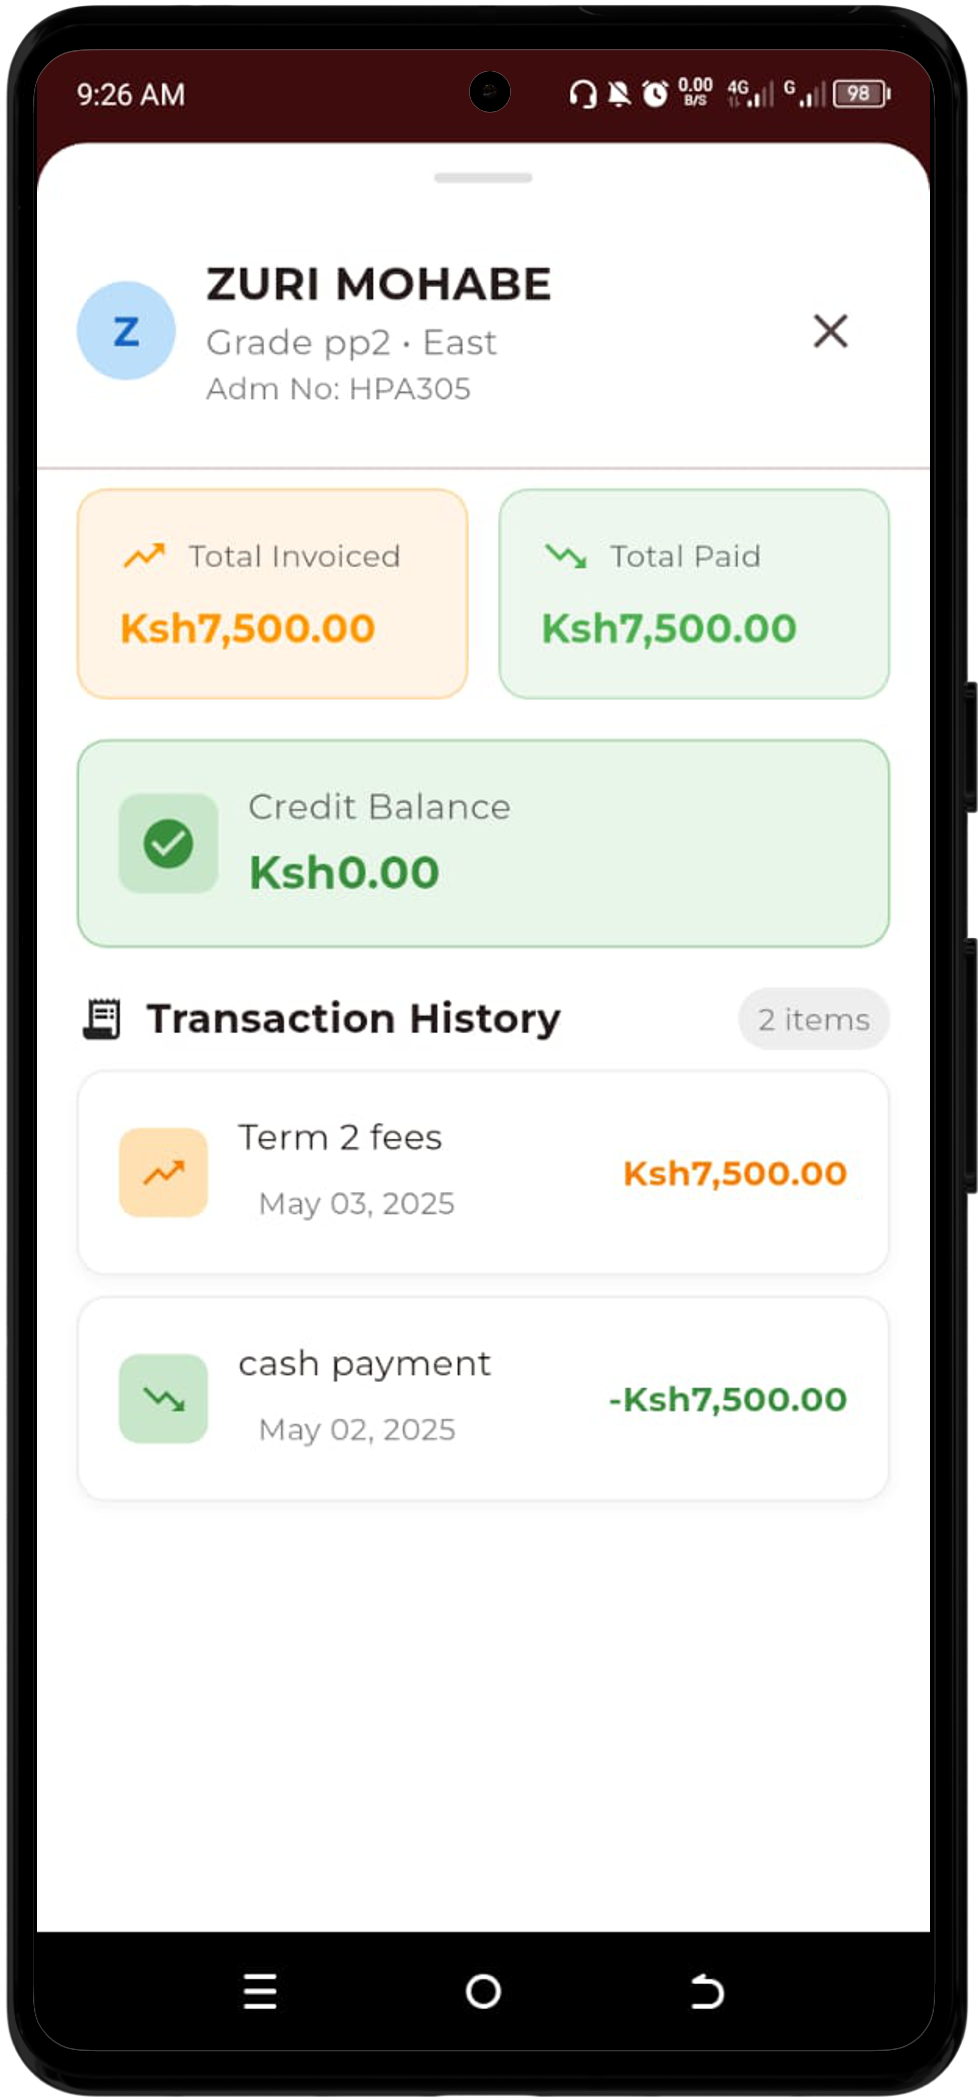 9:26 AM
0.00
B/S
4G
G
98
ZURI MOHABE
Z
Grade pp2 • East
Adm No: HPA305
Total Invoiced
Ksh7,500.00
Total Paid
Ksh7,500.00
Credit Balance
Ksh0.00
Transaction History
2 items
Term 2 fees
May 03, 2025
Ksh7,500.00
cash payment
May 02, 2025
-Ksh7,500.00